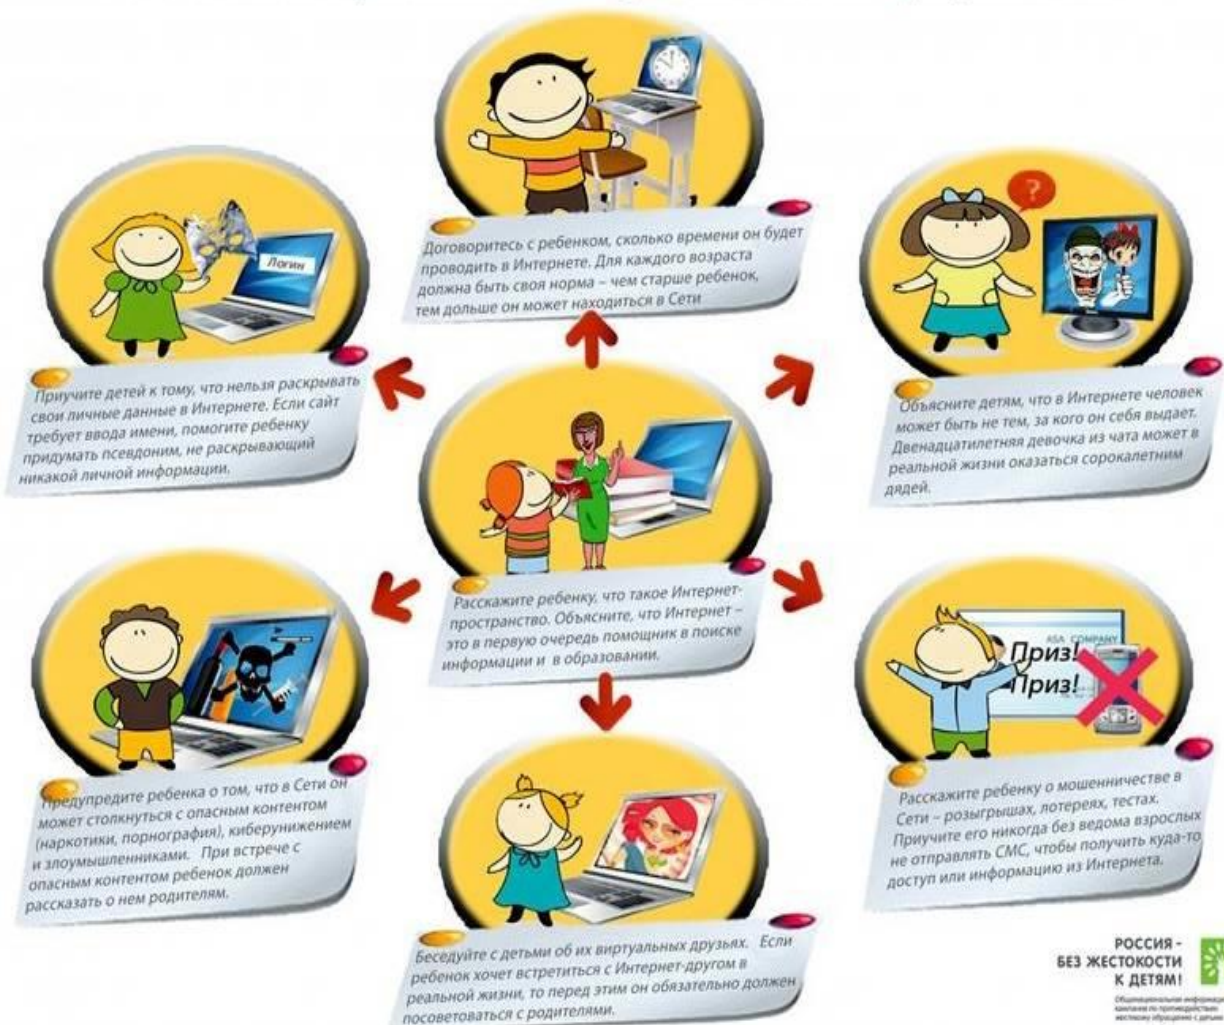 Договоритесь с ребенком, сколько времени он будет
проводить в Интернете. Для каждого возраста
должна быть своя норма – чем старше ребенок,
тем дольше он может находиться в Сети
Логин
Приучите детей к тому, что нельзя раскрывать
свои личные данные в Интернете. Если сайт
требует ввода имени, помогите ребенку
придумать псевдоним, не раскрывающий
никакой личной информации.
?
Объясните детям, что в Интернете человек
может быть не тем, за кого он себя выдает.
Двенадцатилетняя девочка из чата может в
реальной жизни оказаться сорокалетним
дядей.
Расскажите ребенку, что такое Интернет-
пространство. Объясните, что Интернет –
это в первую очередь помощник в поиске
информации и в образовании.
Предупредите ребенка о том, что в Сети он
может столкнуться с опасным контентом
(наркотики, порнография), киберунижением
и злоумышленниками. При встрече с
опасным контентом ребенок должен
рассказать о нем родителям.
ASA COMPANY
Приз!
Приз!
Расскажите ребенку о мошенничестве в
Сети – розыгрышах, лотереях, тестах.
Приучите его никогда без ведома взрослых
не отправлять СМС, чтобы получить куда-то
доступ или информацию из Интернета.
Беседуйте с детьми об их виртуальных друзьях. Если
ребенок хочет встретиться с Интернет-другом в
реальной жизни, то перед этим он обязательно должен
посоветоваться с родителями.
РОССИЯ -
БЕЗ ЖЕСТОКОСТИ
К ДЕТЯМ!